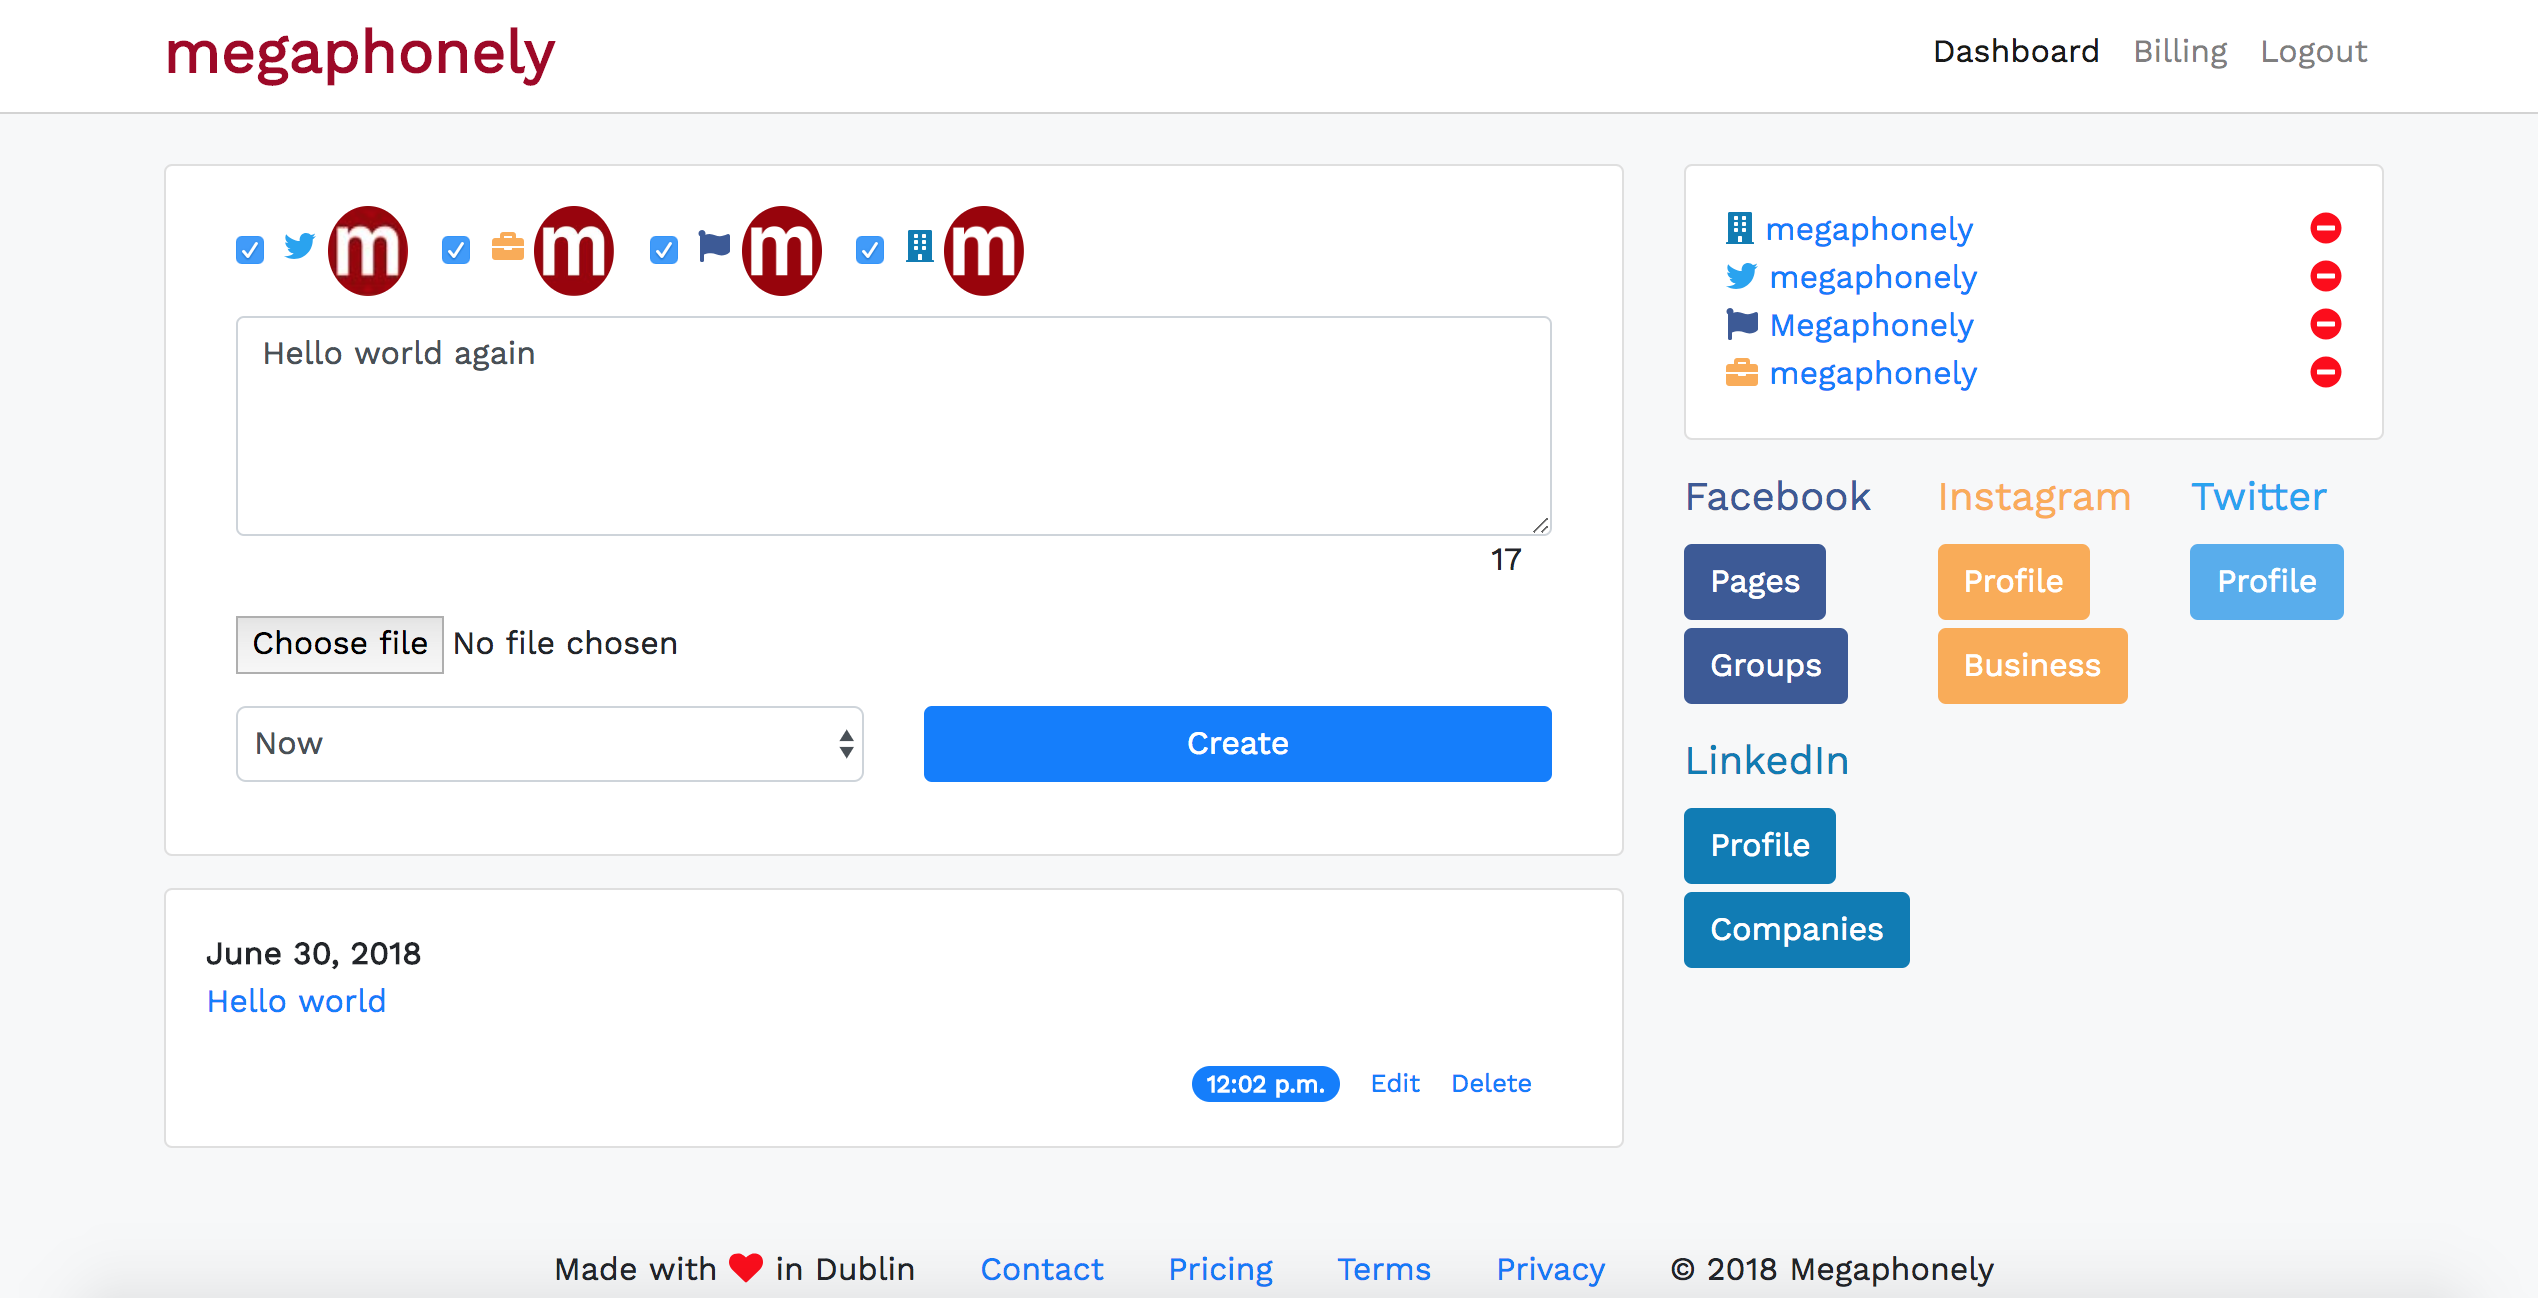 megaphonely
Dashboard Billing Logout
m m m m
Hello world again
17
Choose file No file chosen
Now
Create
June 30, 2018
Hello world
12:02 p.m. Edit Delete
megaphonely
megaphonely
Megaphonely
megaphonely
Facebook
Pages
Groups
Instagram
Profile
Business
Twitter
Profile
LinkedIn
Profile
Companies
Made with in Dublin Contact Pricing Terms Privacy © 2018 Megaphonely